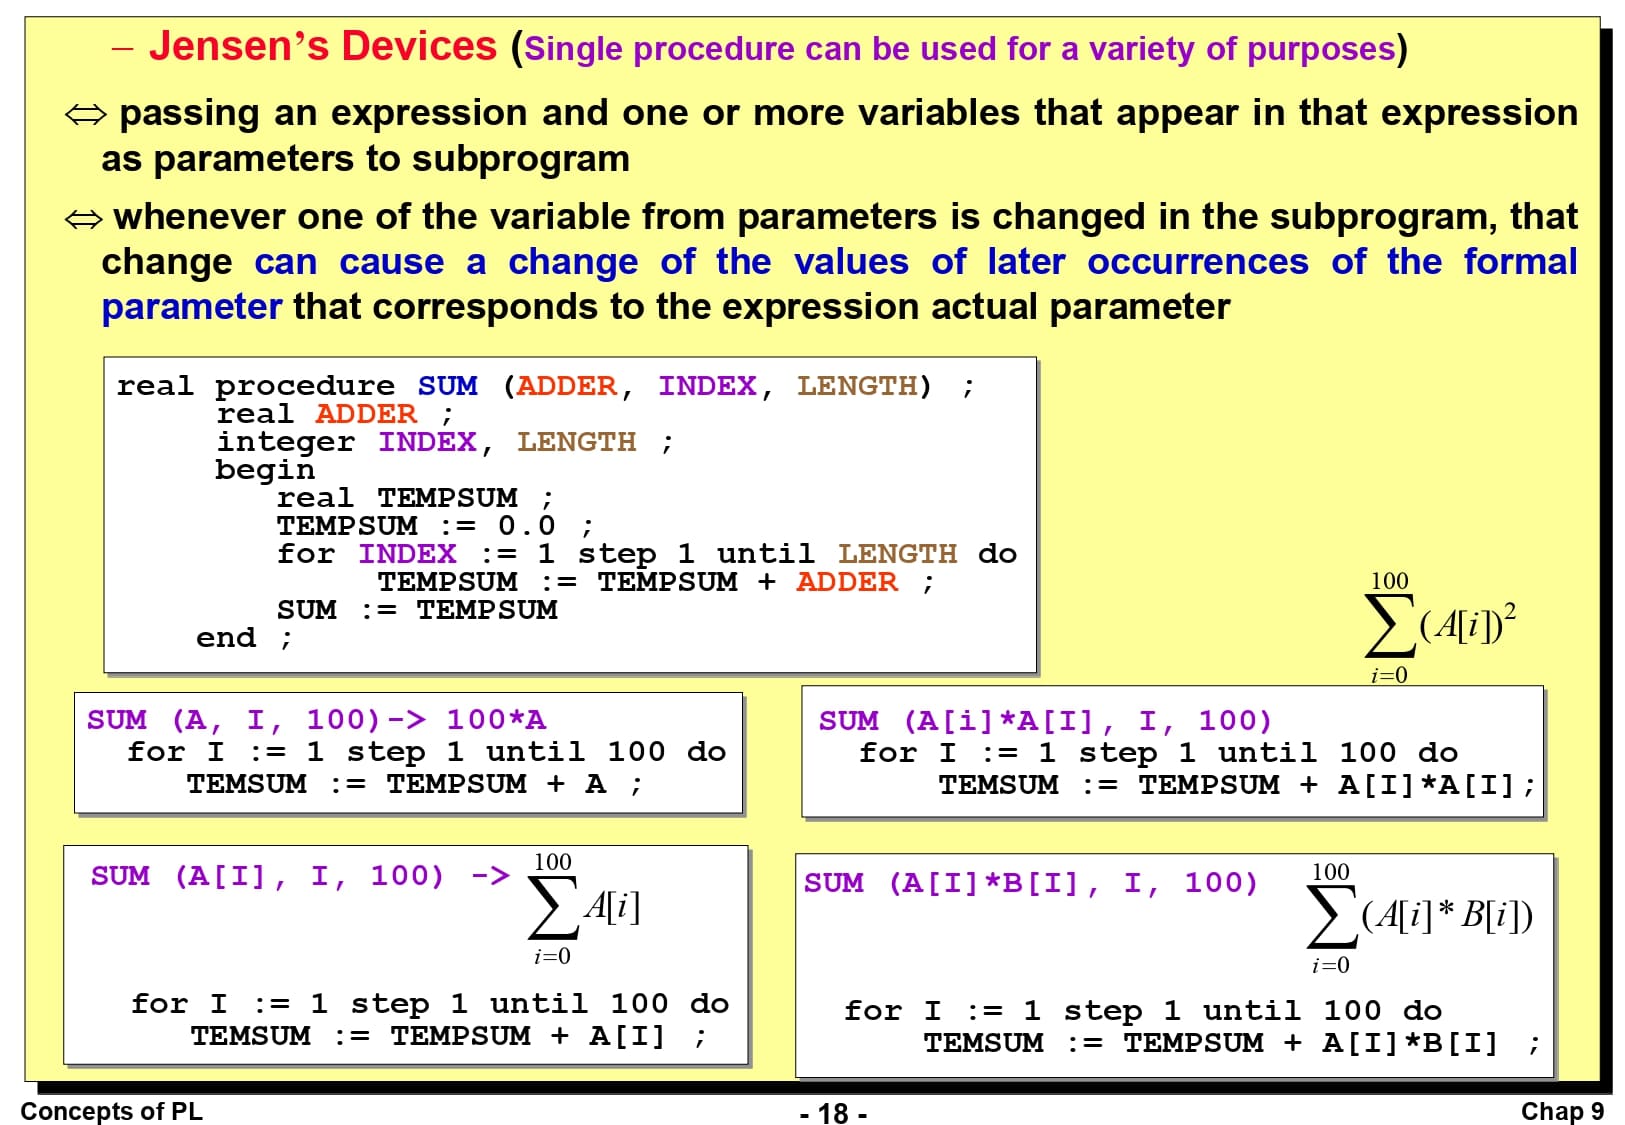 – Jensen's Devices (Single procedure can be used for a variety of purposes)
⇔ passing an expression and one or more variables that appear in that expression
as parameters to subprogram
⇔ whenever one of the variable from parameters is changed in the subprogram, that
change can cause a change of the values of later occurrences of the formal
parameter that corresponds to the expression actual parameter
real procedure SUM (ADDER, INDEX, LENGTH) ;
real ADDER ;
integer INDEX, LENGTH ;
begin
real TEMPSUM ;
TEMPSUM := 0.0 ;
for INDEX := 1 step 1 until LENGTH do
TEMPSUM := TEMPSUM + ADDER ;
SUM := TEMPSUM
end ;
100
∑(A[i])²
i=0
SUM (A, I, 100)-> 100*A
for I := 1 step 1 until 100 do
TEMSUM := TEMPSUM + A ;
SUM (A[i]*A[I], I, 100)
for I := 1 step 1 until 100 do
TEMSUM := TEMPSUM + A[I]*A[I];
SUM (A[I], I, 100) ->
100
∑A[i]
i=0
for I := 1 step 1 until 100 do
TEMSUM := TEMPSUM + A[I] ;
SUM (A[I]*B[I], I, 100)
100
∑(A[i]* B[i])
i=0
for I := 1 step 1 until 100 do
TEMSUM := TEMPSUM + A[I]*B[I] ;
Concepts of PL
- 18 -
Chap 9